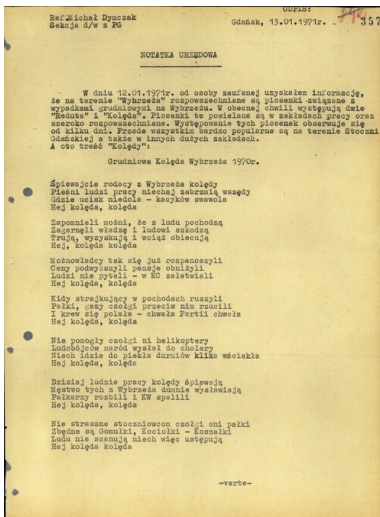 ODPIS:
Ref.Michał Dymczak
Sekcja d/w z PG
Gdańsk, 13.01.1971r.
357
NOTATKA URZĘDOWA
W dniu 12.01.1971r. od osoby zaufanej uzyskałem informację,
że na terenie "Wybrzeża" rozpowszechniane są piosenki związane z
wypadkami grudniowymi na Wybrzeżu. W obecnej chwili występują dwie
"Reduta" i "Kolęda". Piosenki te powielane są w zakładach pracy oraz
szeroko rozpowszechniane. Występowanie tych piosenek obserwuje się
od kilku dni. Przede wszystkim bardzo popularne są na terenie Stoczni
Gdańskiej a także w innych dużych zakładach.
A oto treść "Kolędy":
Grudniowa Kolęda Wybrzeża 1970r.
Śpiewajcie rodacy z Wybrzeża kolędy
Pieśni ludzi pracy niechaj zabrzmią wszędy
Gdzie ucisk niedola - kacyków swawola
Hej kolęda, kolęda
Zapomnieli możni, że z ludu pochodzą
Zagarnęli władzę i ludowi szkodzą
Trują, wyzyskują i wciąż obiecują
Hej, kolęda kolęda
Możnowładcy tak się już rozpanoszyli
Ceny podwyższyli pensje obniżyli
Ludzi nie pytali - w KC załatwiali
Hej kolęda, kolęda
Kidy strajkujący w pochodach ruszyli
Pałki, gazy czołgi przeciw nim rzucili
I krew się polała - chwała Partii chwała
Hej kolęda, kolęda
Nie pomogły czołgi ni helikoptery
Ludobójców naród wysłał do cholery
Niech idzie do piekła durniów klika wściekła
Hej kolęda, kolęda
Dzisiaj ludzie pracy kolędy śpiewają
Męstwo tych z Wybrzeża dumnie wysławiają
Pałkarzy rozbili i KW spalili
Hej kolęda, kolęda
Nie straszne stoczniowcom czołgi ani pałki
Zbędne są Gomułki, Kociołki - Koszałki
Ludu nie szanują niech więc ustępują
Hej kolęda kolęda
-verte-